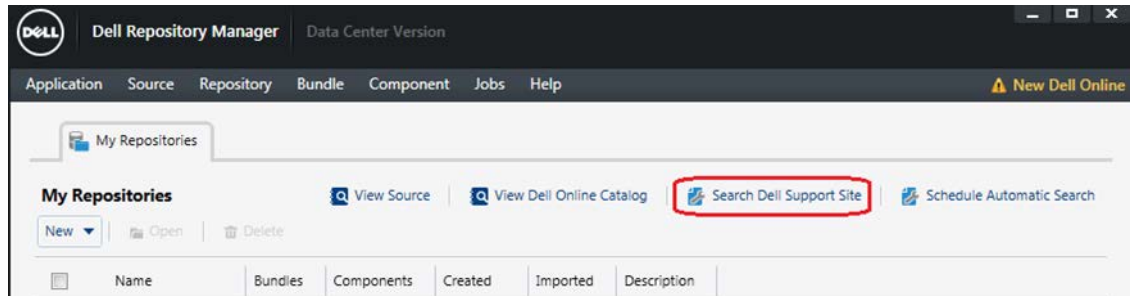 DELL Dell Repository Manager Data Center Version
Application Source Repository Bundle Component Jobs Help New Dell Online
My Repositories
My Repositories View Source View Dell Online Catalog Search Dell Support Site Schedule Automatic Search
New Open Delete
Name Bundles Components Created Imported Description